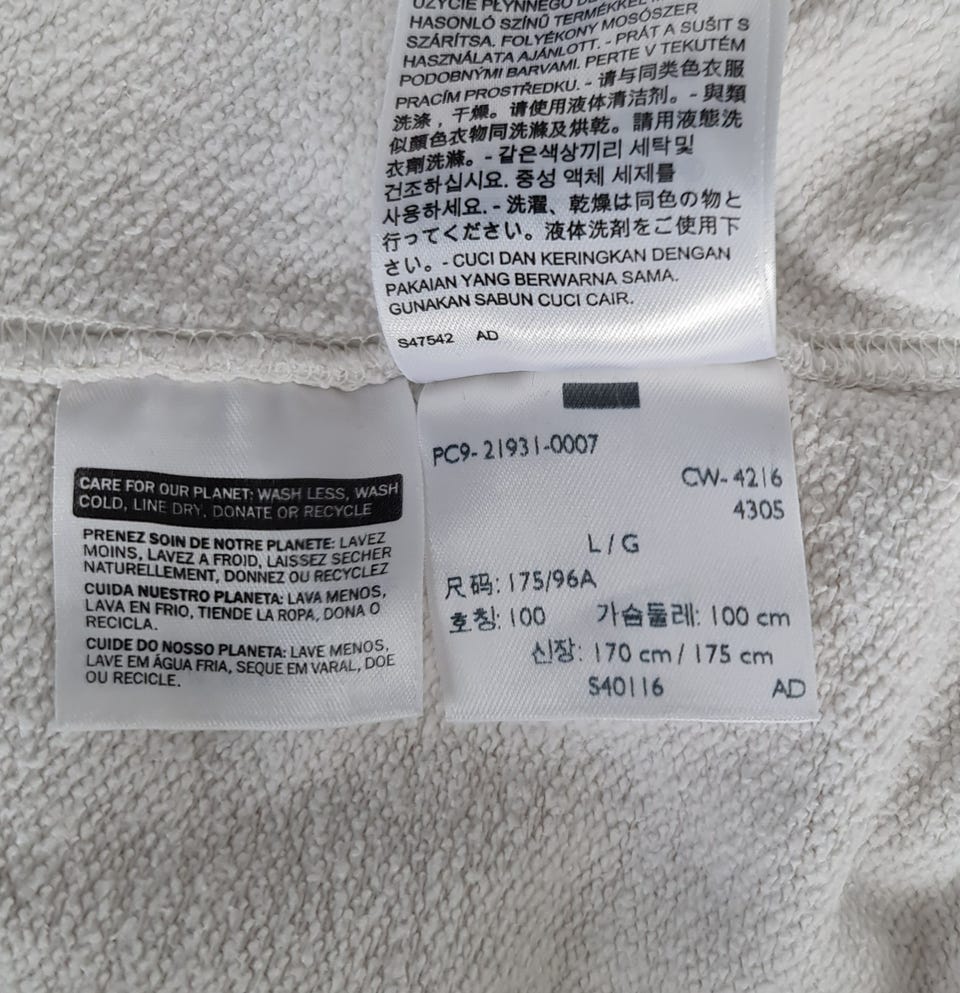 UŻYCIE PŁYNNEGO
HASONLÓ SZÍNŰ TERMÉKKEL
SZÁRÍTSA. FOLYÉKONY MOSÓSZER
HASZNÁLATA AJÁNLOTT. - PRÁT A SUŠIT S
PODOBNÝMI BARVAMI. PERTE V TEKUTÉM
PRACÍM PROSTŘEDKU. - 请与同类色衣服
洗涤，干燥。请使用液体清洁剂。- 與類
似顏色衣物同洗滌及烘乾。請用液態洗
衣劑洗滌。- 같은색상끼리 세탁및
건조하십시요. 중성 액체 세제를
사용하세요. - 洗濯、乾燥は同色の物と
行ってください。液体洗剤をご使用下
さい。- CUCI DAN KERINGKAN DENGAN
PAKAIAN YANG BERWARNA SAMA.
GUNAKAN SABUN CUCI CAIR.
S47542 AD
CARE FOR OUR PLANET: WASH LESS, WASH
COLD, LINE DRY, DONATE OR RECYCLE
PRENEZ SOIN DE NOTRE PLANETE: LAVEZ
MOINS, LAVEZ A FROID, LAISSEZ SECHER
NATURELLEMENT, DONNEZ OU RECYCLEZ
CUIDA NUESTRO PLANETA: LAVA MENOS,
LAVA EN FRIO, TIENDE LA ROPA, DONA O
RECICLA.
CUIDE DO NOSSO PLANETA: LAVE MENOS,
LAVE EM ÁGUA FRIA, SEQUE EM VARAL, DOE
OU RECICLE.
PC9-21931-0007
CW-4216
4305
L/G
尺码: 175/96A
호칭: 100 가슴둘레: 100 cm
신장: 170 cm / 175 cm
S40116 AD